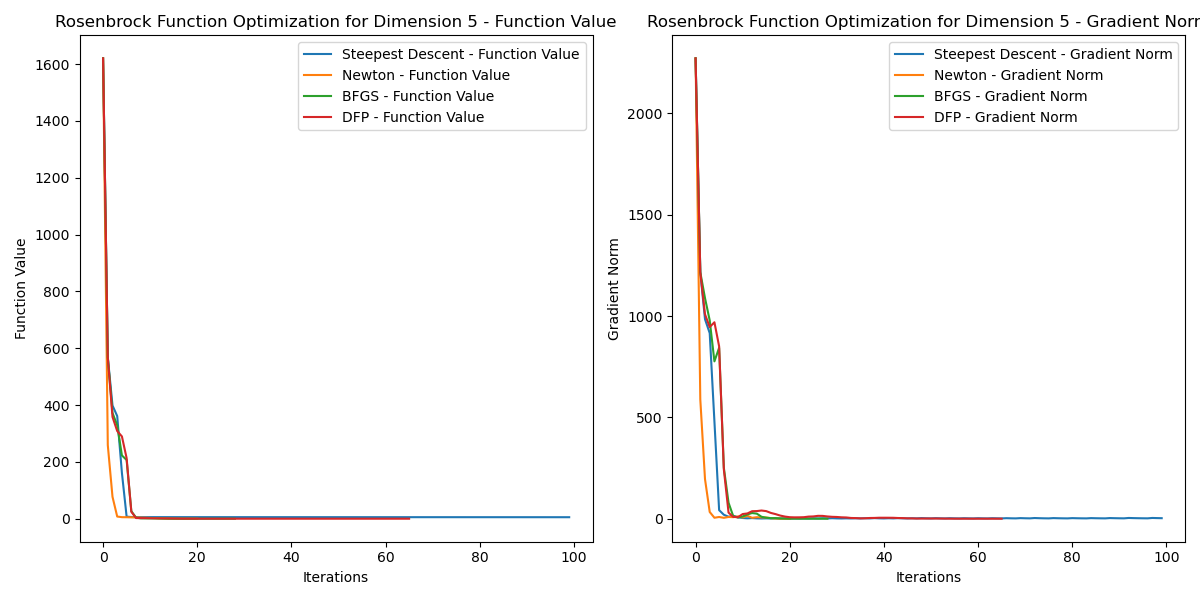 Rosenbrock Function Optimization for Dimension 5 - Function Value
Steepest Descent - Function Value
Newton - Function Value
BFGS - Function Value
DFP - Function Value
1600
1400
1200
1000
800
600
400
200
0
Function Value
0
20
40
60
80
100
Iterations
Rosenbrock Function Optimization for Dimension 5 - Gradient Norm
Steepest Descent - Gradient Norm
Newton - Gradient Norm
BFGS - Gradient Norm
DFP - Gradient Norm
2000
1500
1000
500
0
Gradient Norm
0
20
40
60
80
100
Iterations